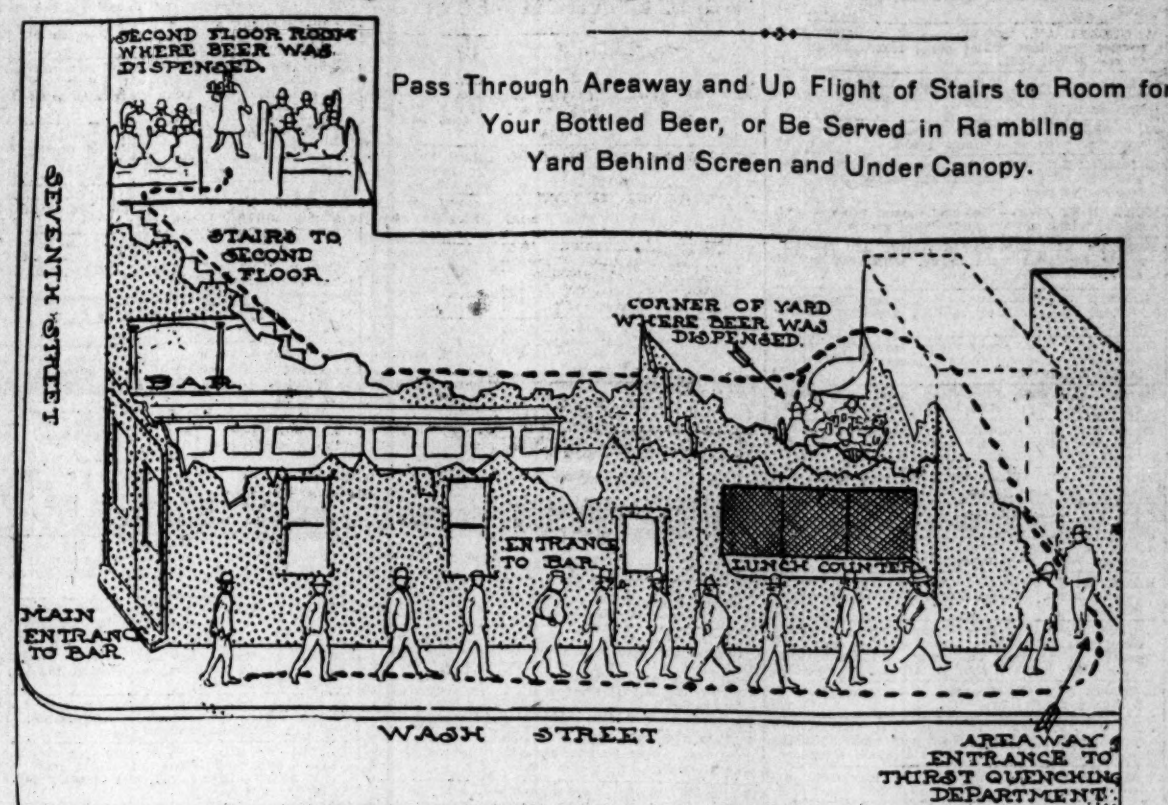 SECOND FLOOR ROOM
WHERE BEER WAS
DISPENSED.
Pass Through Areaway and Up Flight of Stairs to Room for
Your Bottled Beer, or Be Served in Rambling
Yard Behind Screen and Under Canopy.
SEVENTH STREET
STAIRS TO
SECOND
FLOOR.
CORNER OF YARD
WHERE BEER WAS
DISPENSED.
BAR
ENTRANCE
TO BAR.
LUNCH COUNTER
MAIN
ENTRANCE
TO BAR
WASH STREET
AREAWAY
ENTRANCE TO
THIRST QUENCHING
DEPARTMENT.